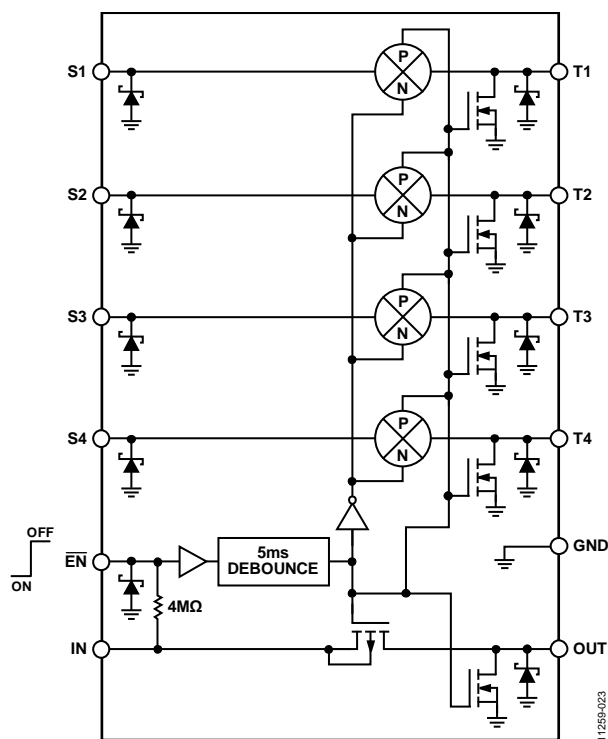 S1 P N T1
S2 P N T2
S3 P N T3
S4 P N T4
OFF
ON
EN
5ms
DEBOUNCE
GND
4MΩ
IN
OUT
11259-023